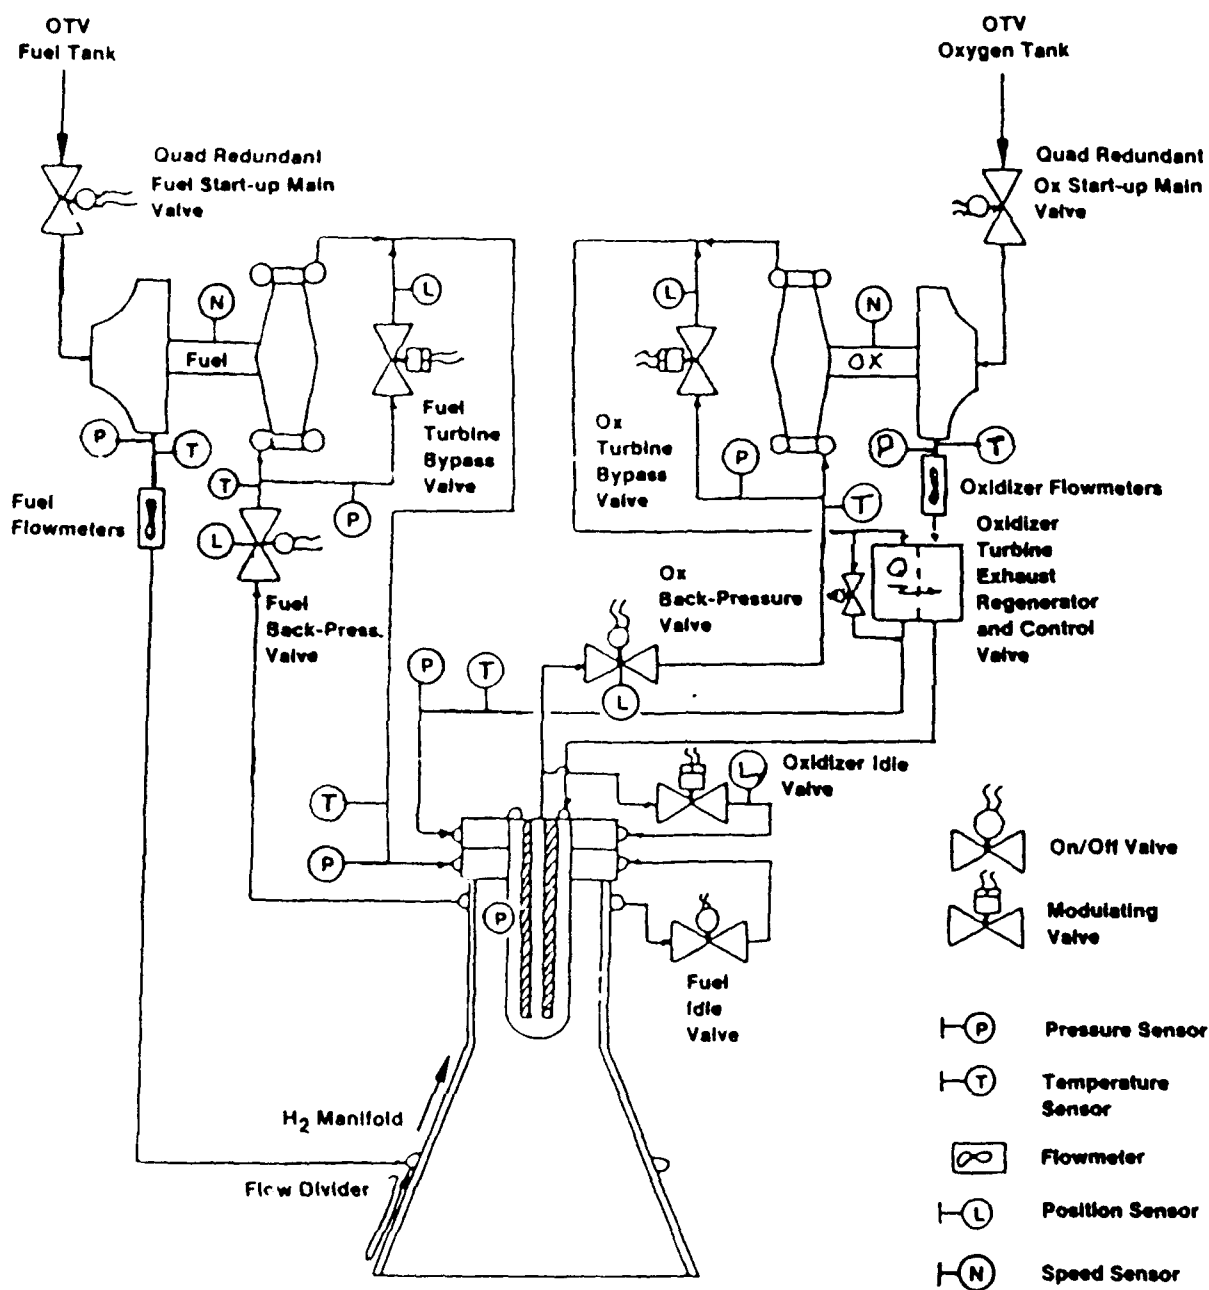 OTV
Fuel Tank
OTV
Oxygen Tank
Quad Redundant
Fuel Start-up Main
Valve
Quad Redundant
Ox Start-up Main
Valve
N
L
L
N
Fuel
OX
P
T
Fuel
Turbine
Bypass
Valve
Ox
Turbine
Bypass
Valve
P
P
T
T
P
T
Fuel
Flowmeters
Oxidizer Flowmeters
L
Oxidizer
Turbine
Exhaust
Regenerator
and Control
Valve
Q
Fuel
Back-Press.
Valve
Ox
Back-Pressure
Valve
P
T
L
Oxidizer Idle
Valve
L
T
P
P
Fuel
Idle
Valve
On/Off Valve
Modulating
Valve
P
Pressure Sensor
T
Temperature
Sensor
H2 Manifold
Flow Divider
Flowmeter
L
Position Sensor
N
Speed Sensor